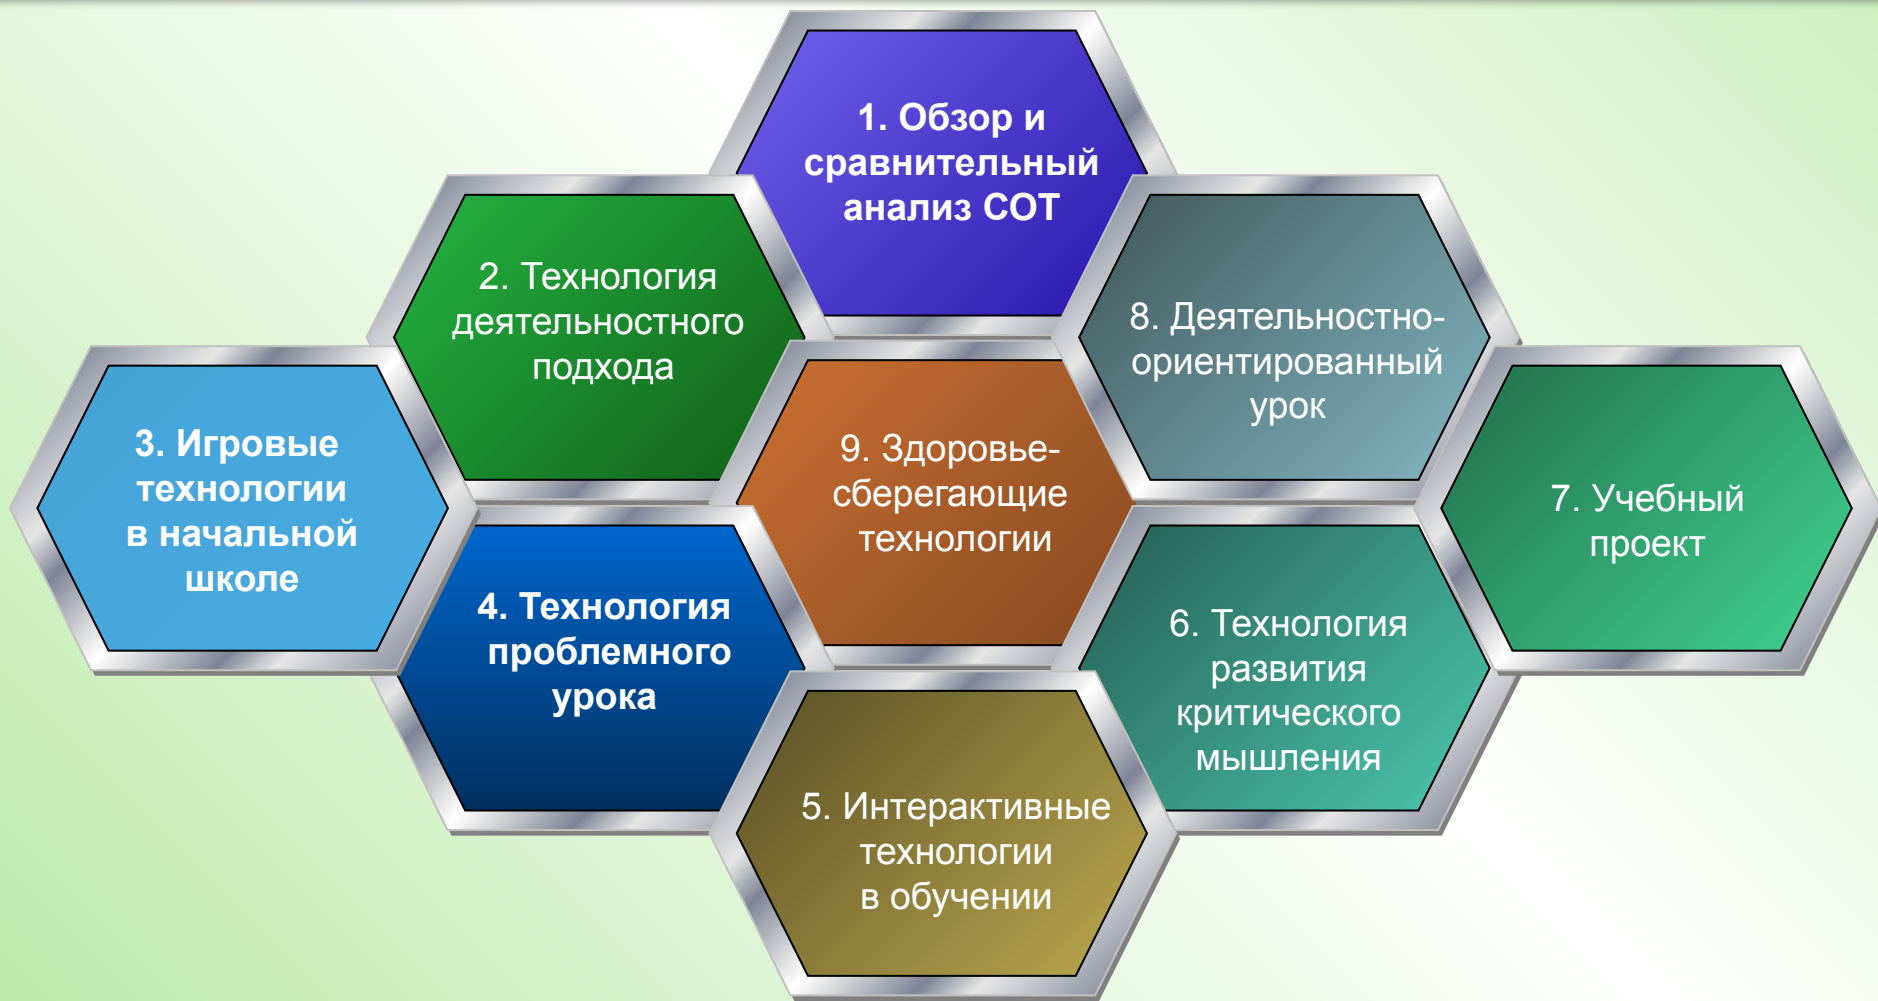 1. Обзор и
сравнительный
анализ СОТ
2. Технология
деятельностного
подхода
3. Игровые
технологии
в начальной
школе
4. Технология
проблемного
урока
5. Интерактивные
технологии
в обучении
6. Технология
развития
критического
мышления
7. Учебный
проект
8. Деятельностно-
ориентированный
урок
9. Здоровье-
сберегающие
технологии